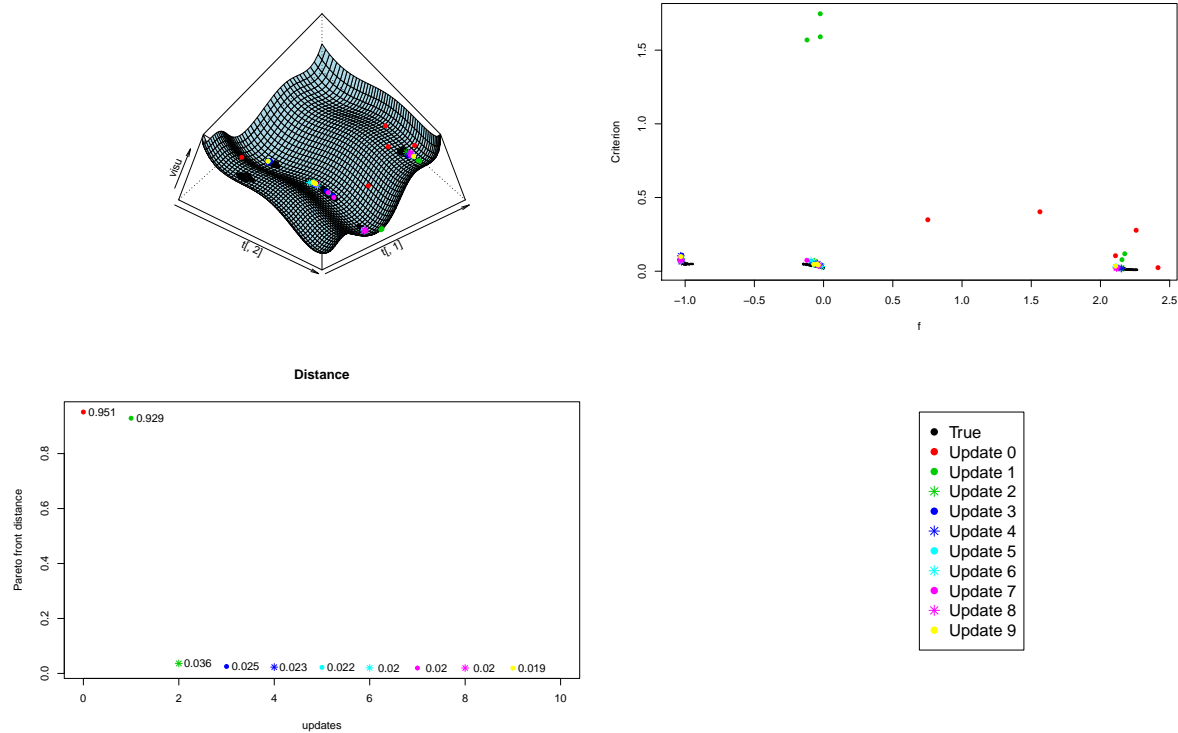 visu
t[, 2]
t[, 1]
Criterion
0.0
0.5
1.0
1.5
−1.0
−0.5
0.0
0.5
1.0
1.5
2.0
2.5
f
Distance
Pareto front distance
0.0
0.2
0.4
0.6
0.8
0.951
0.929
0.036
0.025
0.023
0.022
0.02
0.02
0.02
0.019
0
2
4
6
8
10
updates
True
Update 0
Update 1
Update 2
Update 3
Update 4
Update 5
Update 6
Update 7
Update 8
Update 9